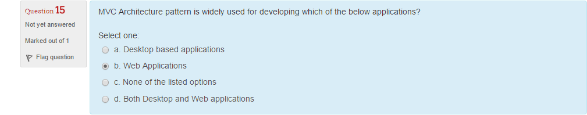 Question 15
Not yet answered
Marked out of 1
Flag question
MVC Architecture pattern is widely used for developing which of the below applications?
Select one:
a. Desktop based applications
b. Web Applications
c. None of the listed options
d. Both Desktop and Web applications